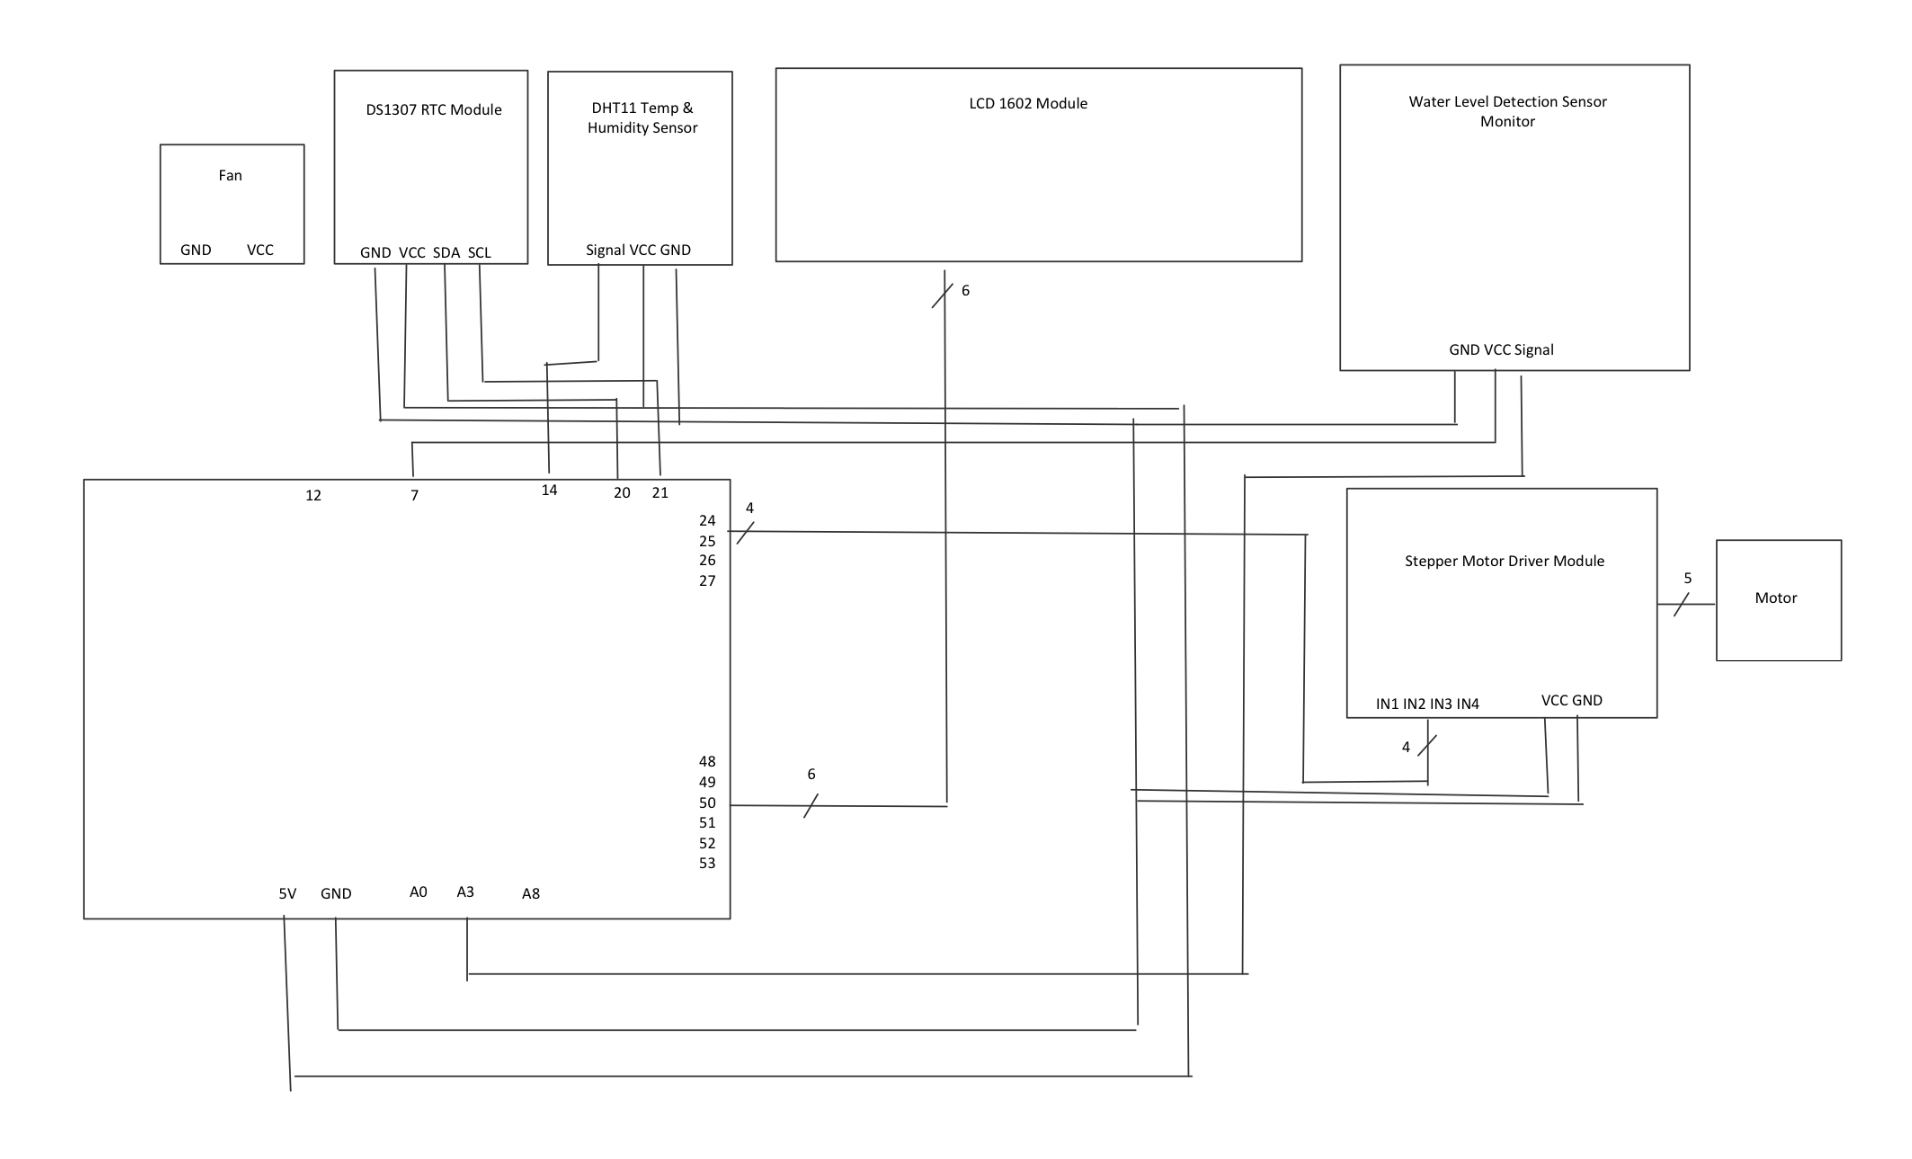 DS1307 RTC Module
DHT11 Temp &
Humidity Sensor
LCD 1602 Module
Water Level Detection Sensor
Monitor
Fan
GND VCC
GND VCC SDA SCL
Signal VCC GND
6
GND VCC Signal
12 7 14 20 21
24
25
26
27
4
Stepper Motor Driver Module
5
Motor
IN1 IN2 IN3 IN4 VCC GND
4
48
49
50
51
52
53
6
5V GND A0 A3 A8